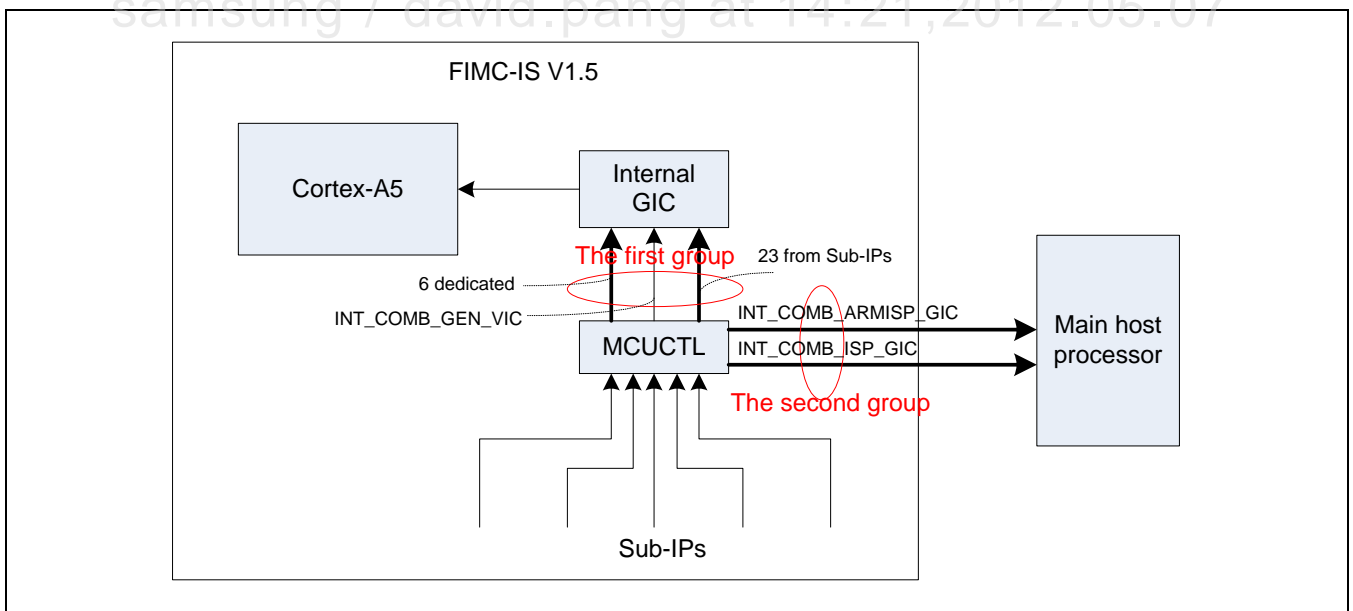 samsung / david.pang at 14:21,2012.05.07
FIMC-IS V1.5
Cortex-A5
Internal
GIC
The first group
23 from Sub-IPs
6 dedicated
INT_COMB_GEN_VIC
INT_COMB_ARMISP_GIC
MCUCTL
INT_COMB_ISP_GIC
Main host
processor
The second group
Sub-IPs